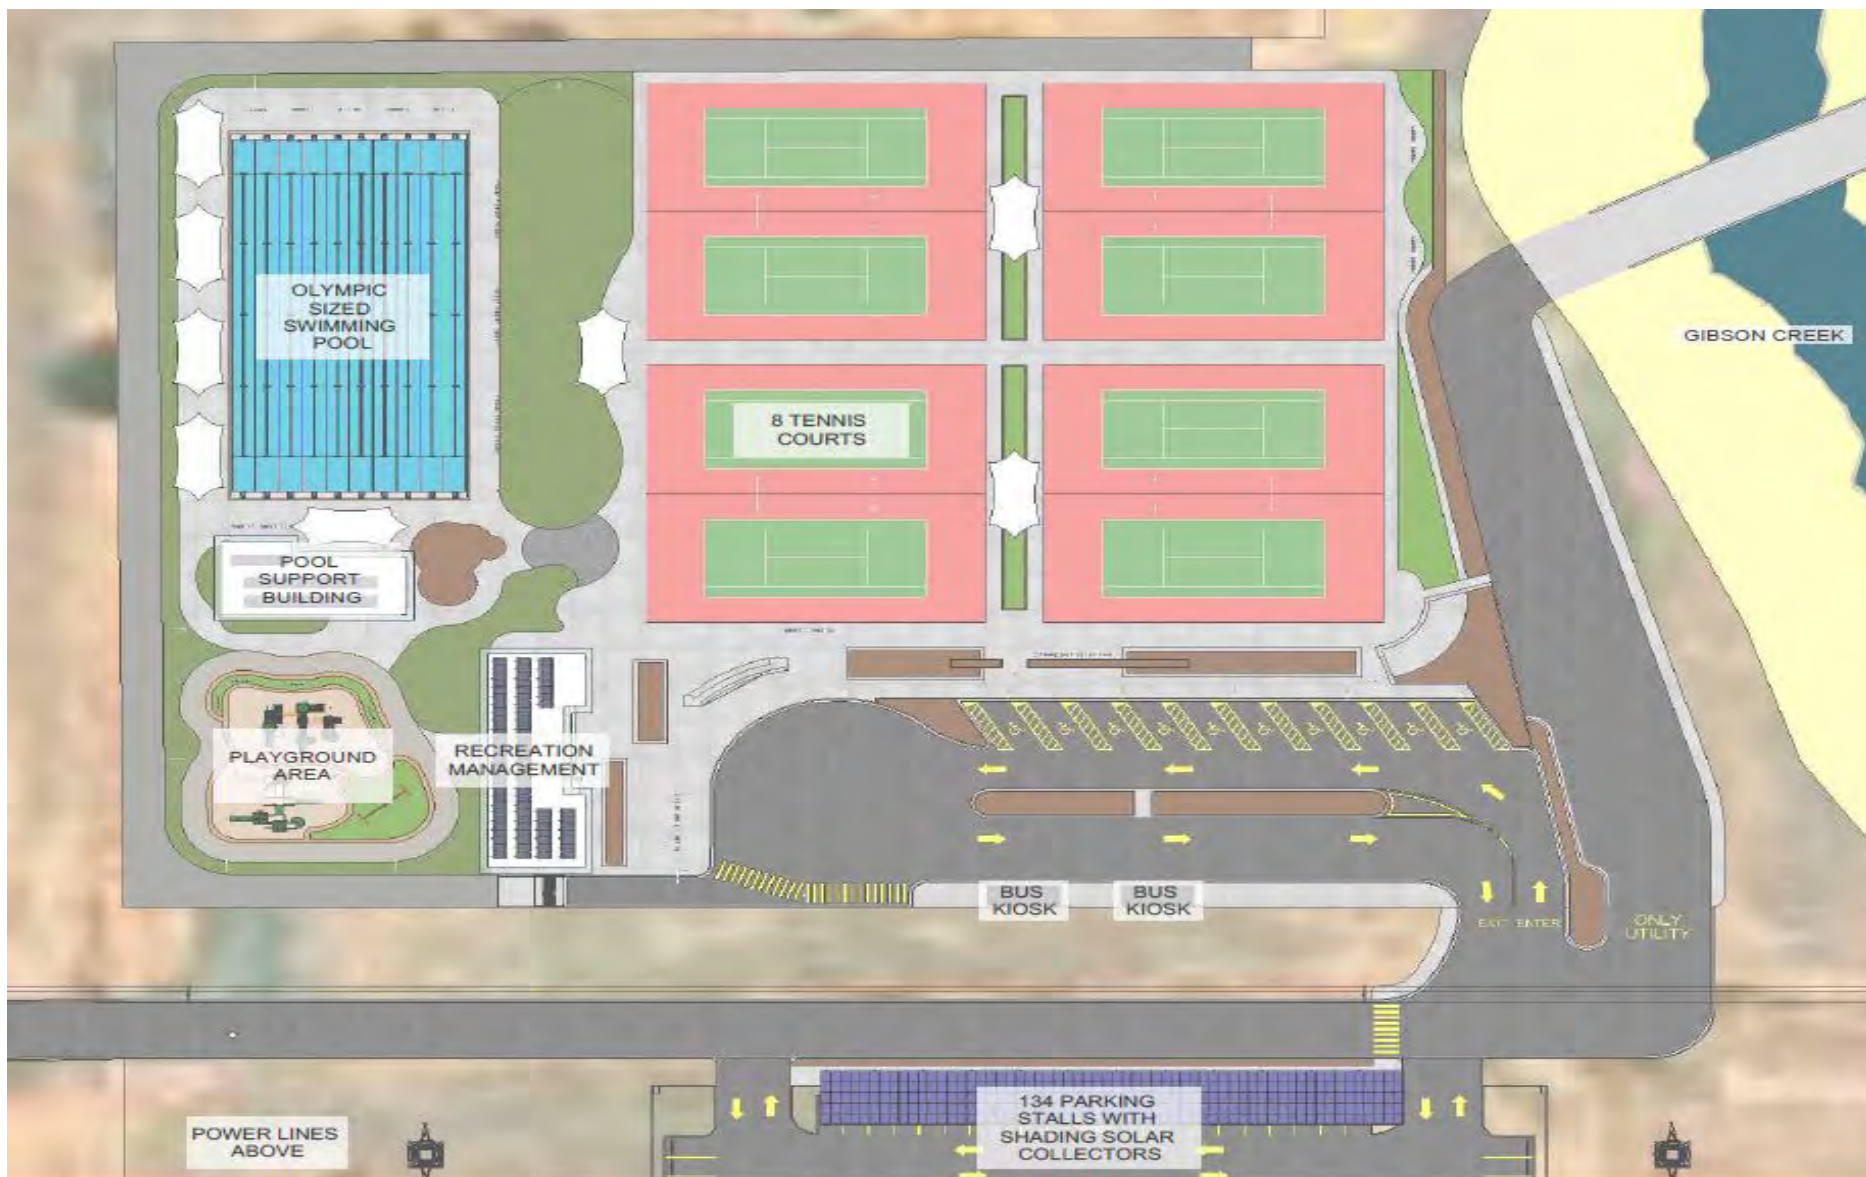 OLYMPIC
SIZED
SWIMMING
POOL
GIBSON CREEK
8 TENNIS
COURTS
POOL
SUPPORT
BUILDING
PLAYGROUND
AREA
RECREATION
MANAGEMENT
BUS
KIOSK
BUS
KIOSK
EXIT ENTER
ONLY
UTILITY
134 PARKING
STALLS WITH
SHADING SOLAR
COLLECTORS
POWER LINES
ABOVE